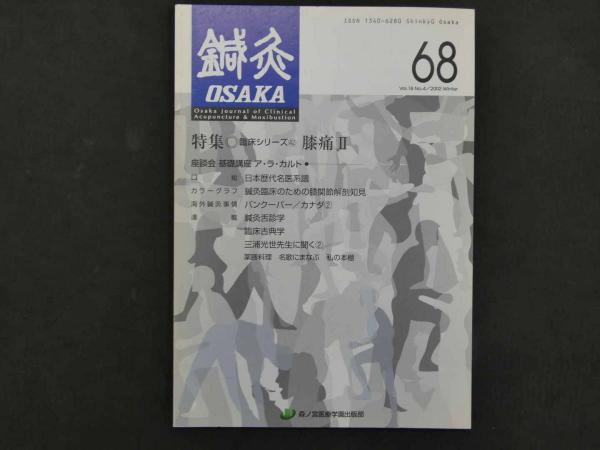 ISSN 1340-6280 ShinkyU Osaka
鍼灸
OSAKA
Osaka Journal of Clinical
Acupuncture & Moxibustion
68
Vol.18 No.4/2002.Winter
特集○臨床シリーズ㊷ 膝痛Ⅱ
座談会 基礎講座 ア・ラ・カルト●
口絵 日本歴代名医系譜
カラーグラフ 鍼灸臨床のための膝関節解剖知見
海外鍼灸事情 バンクーバー/カナダ②
連載 鍼灸舌診学
臨床古典学
三浦光世先生に聞く②
薬膳料理 名歌にまなぶ 私の本棚
森ノ宮医療学園出版部